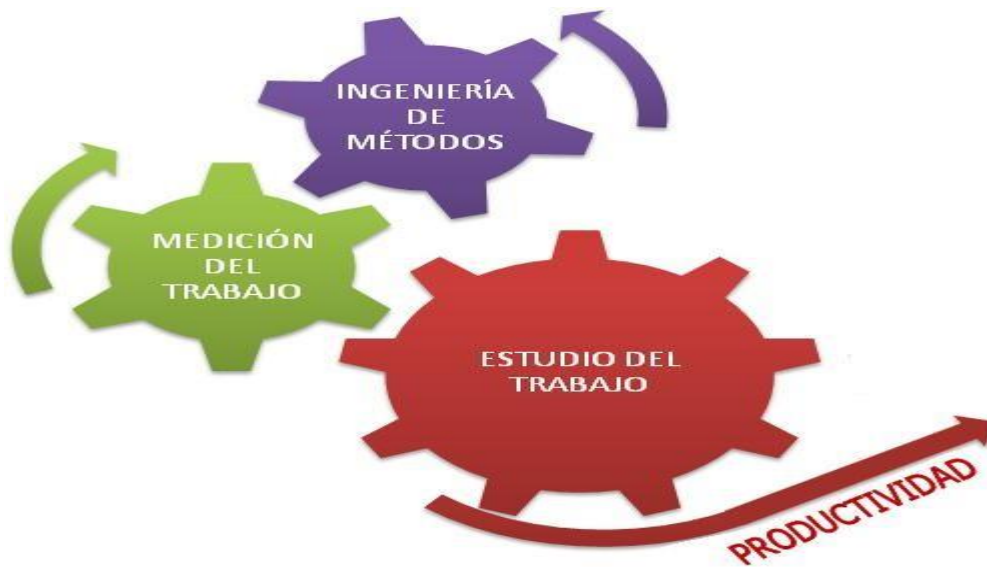 INGENIERÍA
DE
MÉTODOS
MEDICIÓN
DEL
TRABAJO
ESTUDIO DEL
TRABAJO
PRODUCTIVIDAD